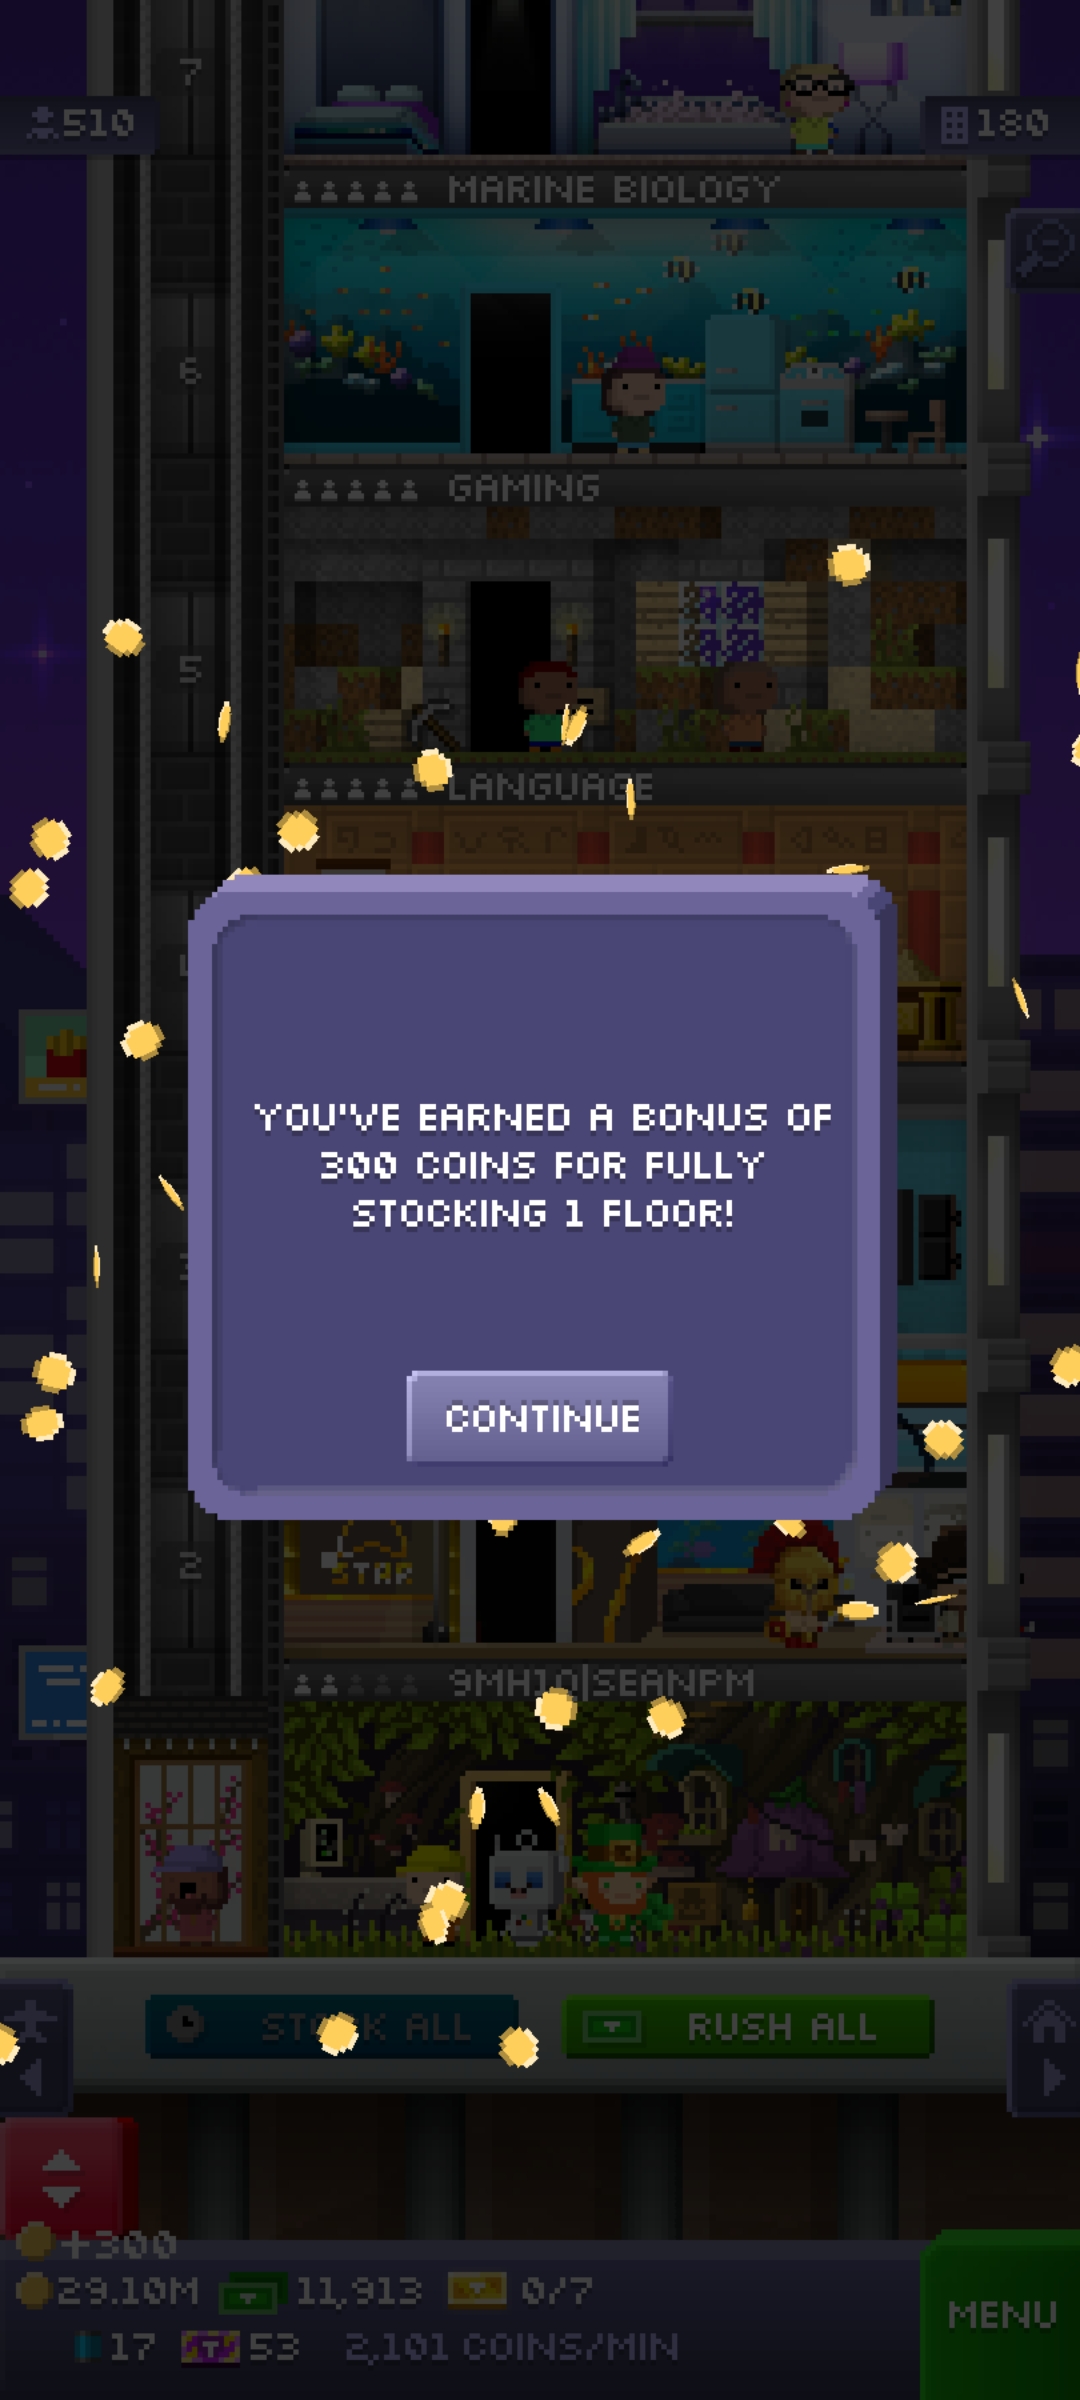 7
510
180
MARINE BIOLOGY
6
GAMING
5
LANGUAGE
YOU'VE EARNED A BONUS OF
300 COINS FOR FULLY
STOCKING 1 FLOOR!
CONTINUE
2
STAR
9MH10|SEANPM
STOCK ALL
RUSH ALL
+300
29.10M
11,913
0/7
MENU
17
53
2,101 COINS/MIN